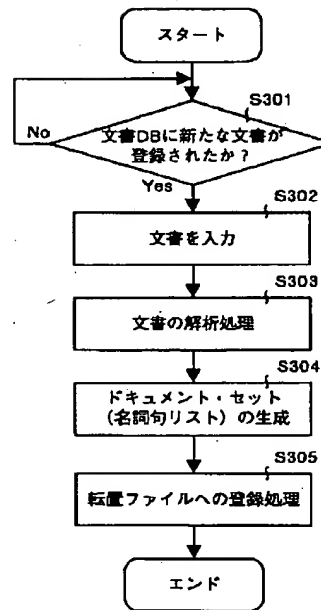 スタート
S301
文書DBに新たな文書が
登録されたか?
No
Yes
S302
文書を入力
S303
文書の解析処理
S304
ドキュメント・セット
(名詞句リスト)の生成
S305
転置ファイルへの登録処理
エンド